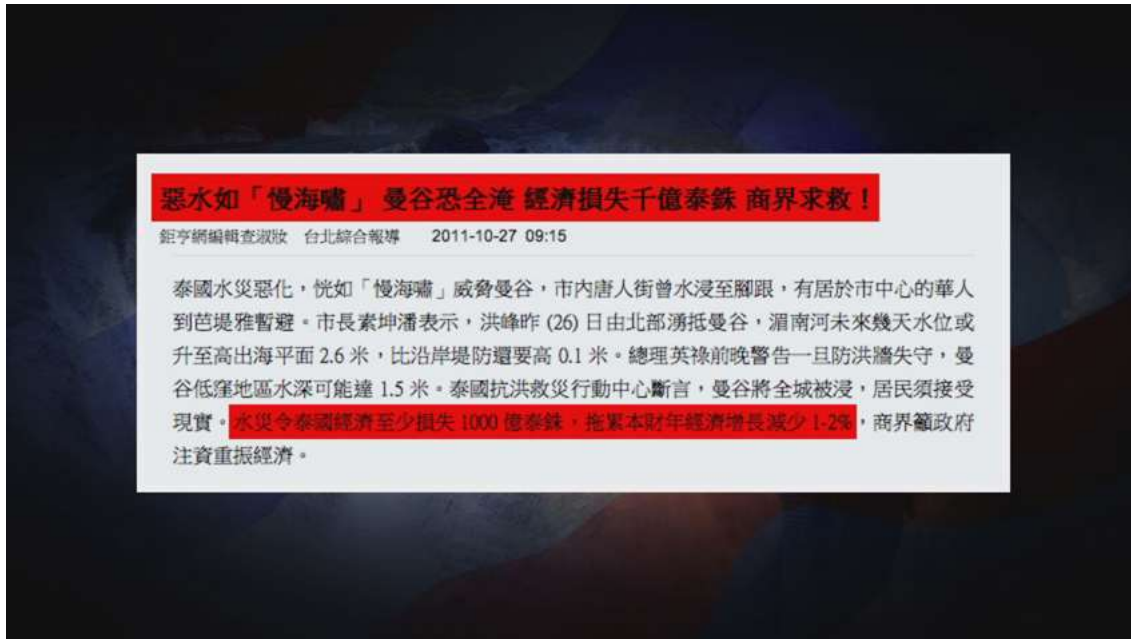 惡水如「慢海嘯」 曼谷恐全淹 經濟損失千億泰銖 商界求救！
鉅亨網編輯查淑妝 台北綜合報導 2011-10-27 09:15
泰國水災惡化，恍如「慢海嘯」威脅曼谷，市內唐人街曾水浸至腳跟，有居於市中心的華人
到芭堤雅暫避。市長素坤潘表示，洪峰昨 (26) 日由北部湧抵曼谷，湄南河未來幾天水位或
升至高出海平面 2.6 米，比沿岸堤防還要高 0.1 米。總理英祿前晚警告一旦防洪牆失守，曼
谷低窪地區水深可能達 1.5 米。泰國抗洪救災行動中心斷言，曼谷將全城被浸，居民須接受
現實。水災令泰國經濟至少損失 1000 億泰銖，拖累本財年經濟增長減少 1-2%，商界籲政府
注資重振經濟。